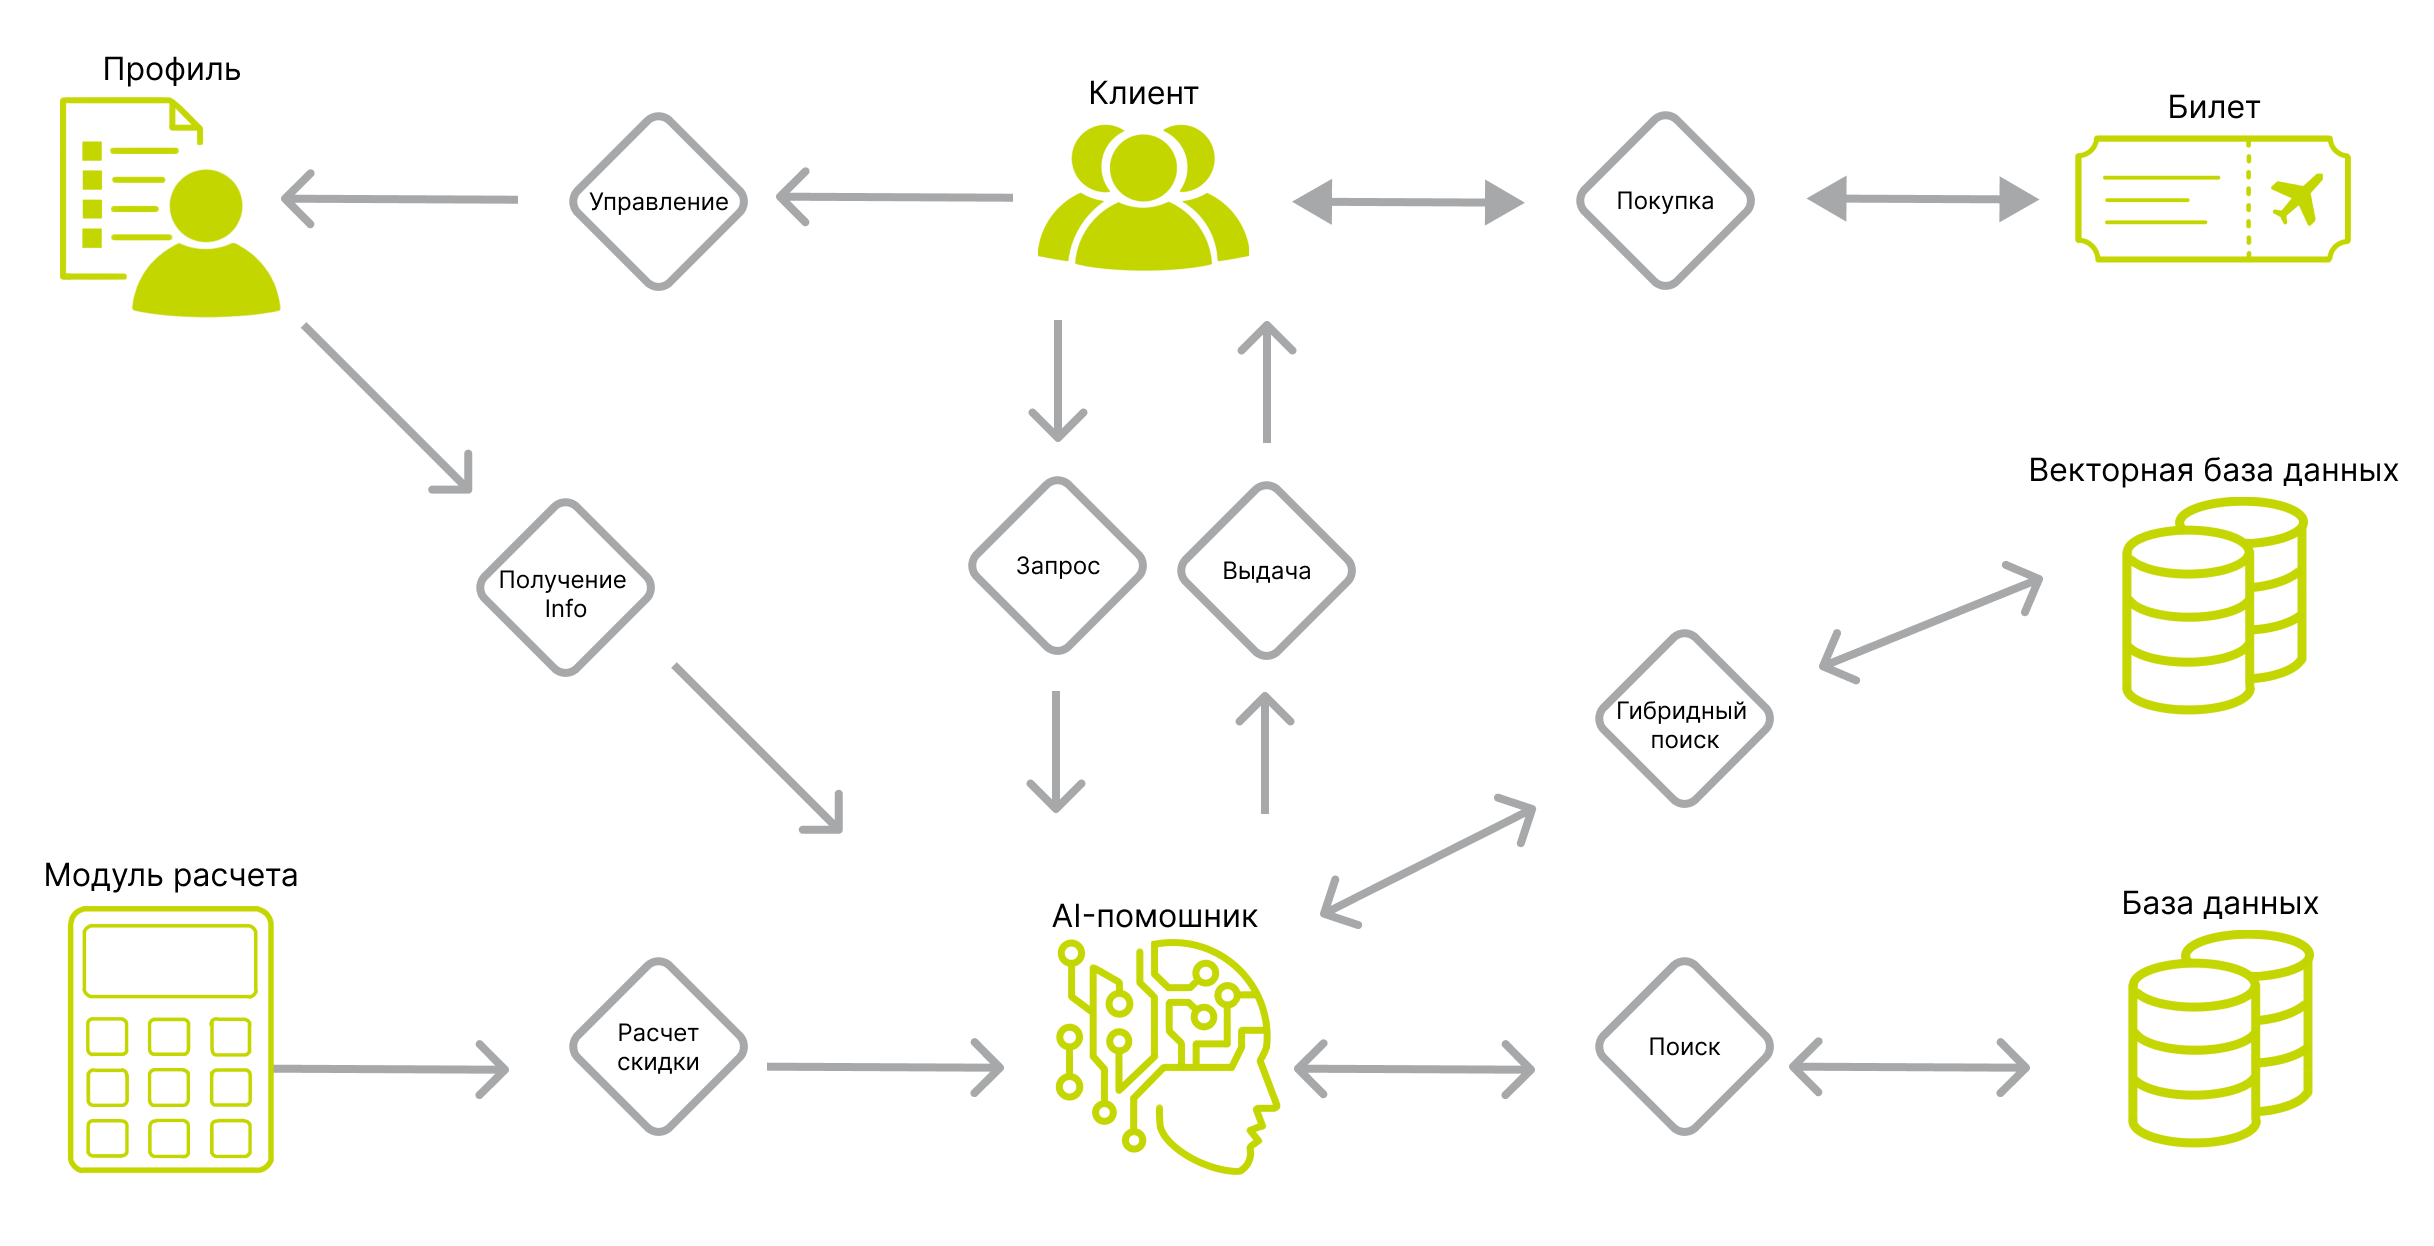 Профиль
Клиент
Билет
Управление
Покупка
Векторная база данных
Получение
Info
Запрос
Выдача
Гибридный
поиск
Модуль расчета
AI-помошник
База данных
Расчет
скидки
Поиск